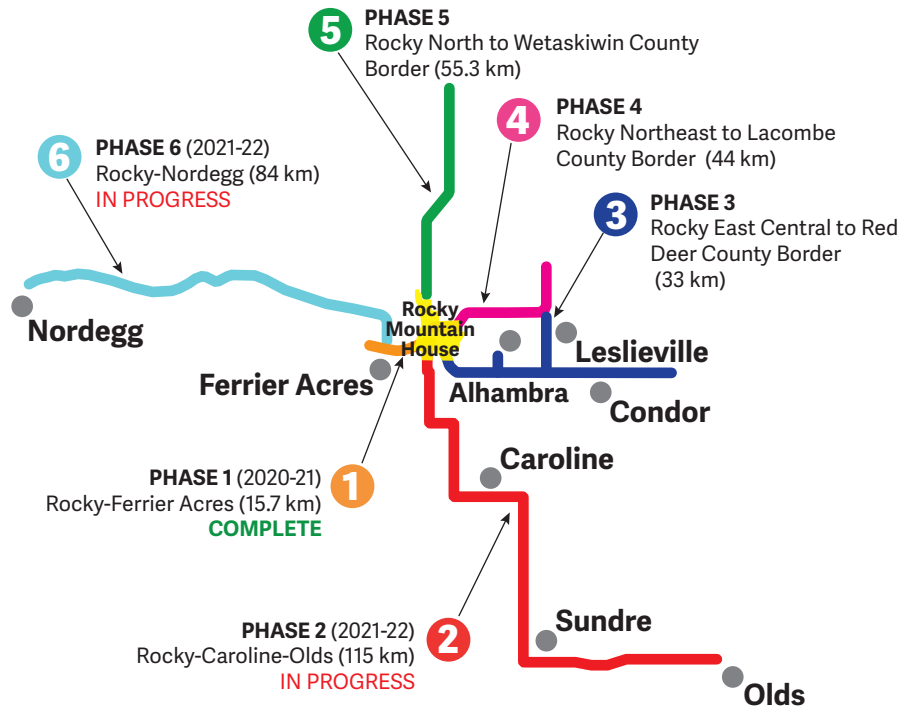 5
PHASE 5
Rocky North to Wetaskiwin County
Border (55.3 km)
4
PHASE 4
Rocky Northeast to Lacombe
County Border (44 km)
6
PHASE 6 (2021-22)
Rocky-Nordegg (84 km)
IN PROGRESS
3
PHASE 3
Rocky East Central to Red
Deer County Border
(33 km)
Nordegg
Rocky
Mountain
House
Leslieville
Ferrier Acres
Alhambra
Condor
Caroline
PHASE 1 (2020-21)
Rocky-Ferrier Acres (15.7 km)
COMPLETE
1
Sundre
PHASE 2 (2021-22)
Rocky-Caroline-Olds (115 km)
IN PROGRESS
2
Olds